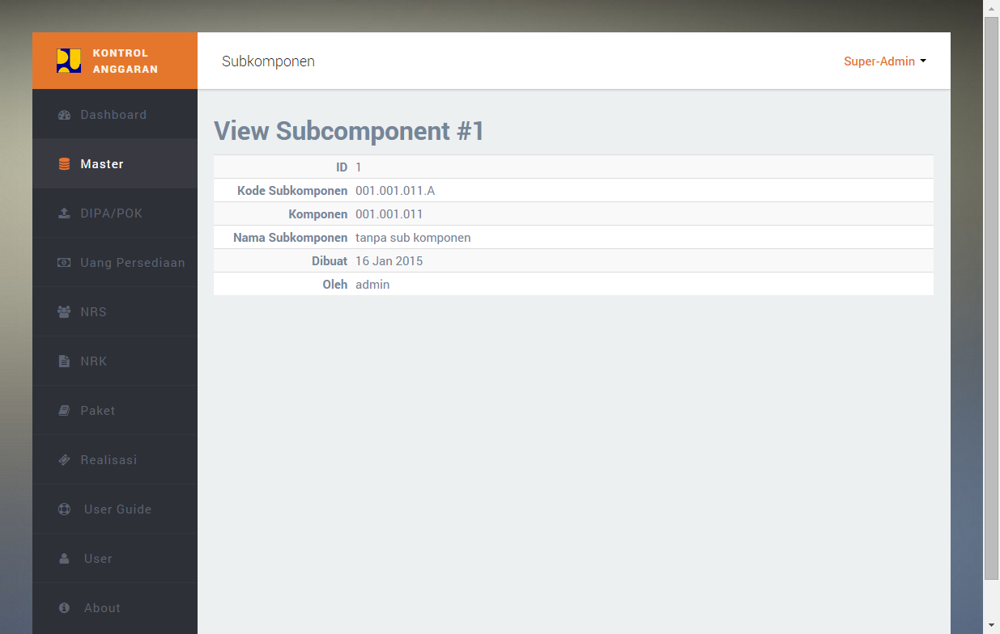 KONTROL
ANGGARAN
Subkomponen
Super-Admin
Dashboard
Master
DIPA/POK
Uang Persediaan
NRS
NRK
Paket
Realisasi
User Guide
User
About
View Subcomponent #1
ID 1
Kode Subkomponen 001.001.011.A
Komponen 001.001.011
Nama Subkomponen tanpa sub komponen
Dibuat 16 Jan 2015
Oleh admin